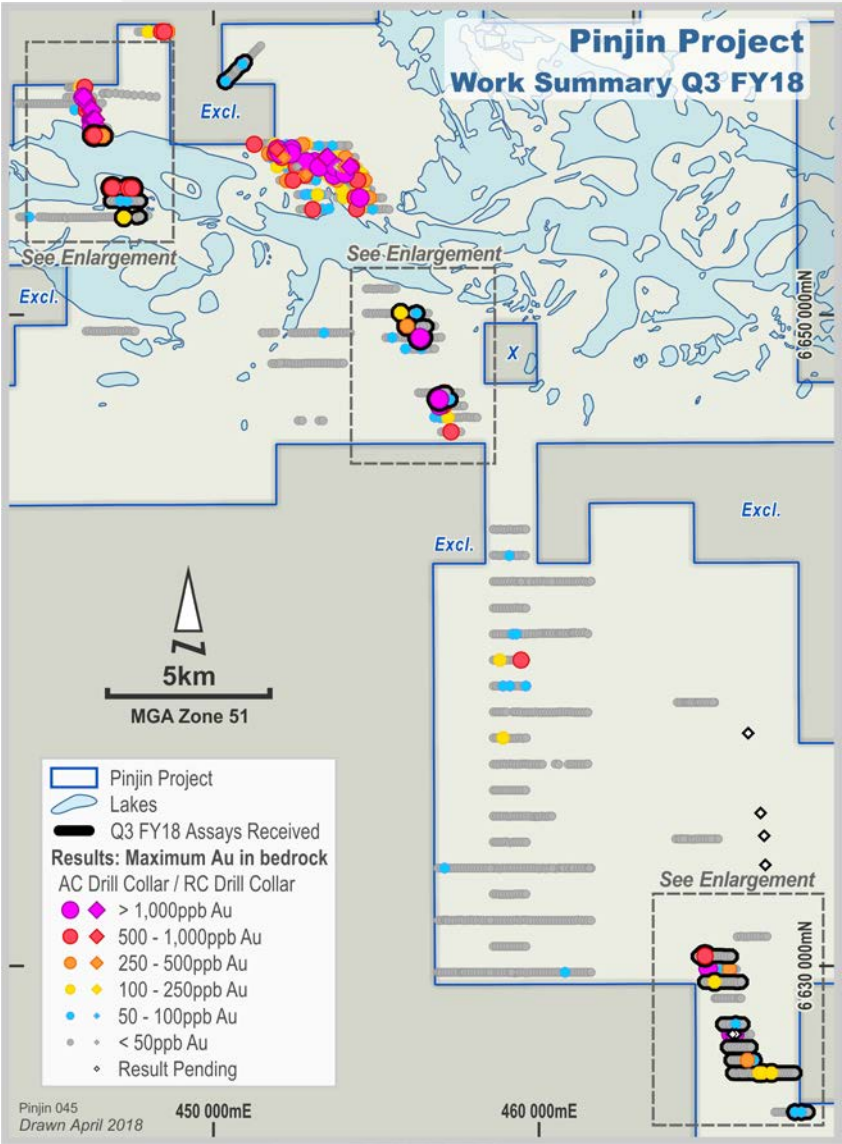 Pinjin Project
Work Summary Q3 FY18
Excl.
See Enlargement
See Enlargement
Excl.
6 650 000mN
X
Excl.
Excl.
N
5km
MGA Zone 51
Pinjin Project
Lakes
Q3 FY18 Assays Received
Results: Maximum Au in bedrock
AC Drill Collar / RC Drill Collar
> 1,000ppb Au
500 - 1,000ppb Au
250 - 500ppb Au
100 - 250ppb Au
50 - 100ppb Au
< 50ppb Au
Result Pending
See Enlargement
6 630 000mN
Pinjin 045
Drawn April 2018
450 000mE
460 000mE